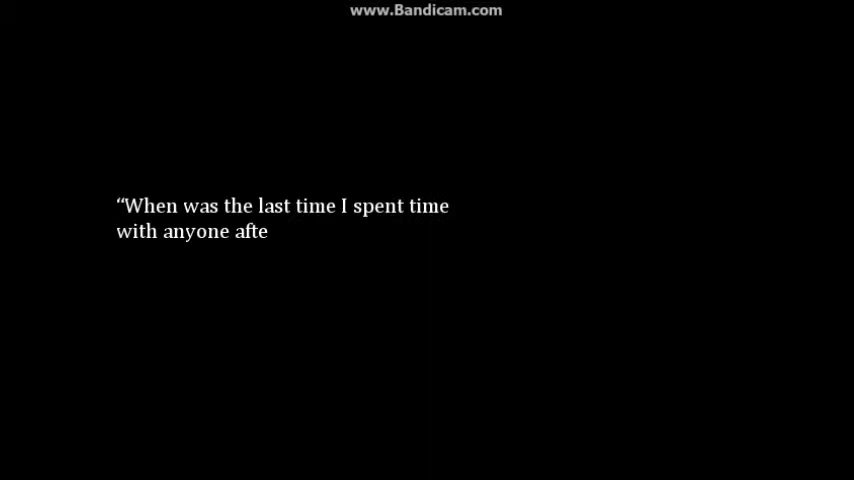 www.Bandicam.com
“When was the last time I spent time
with anyone afte